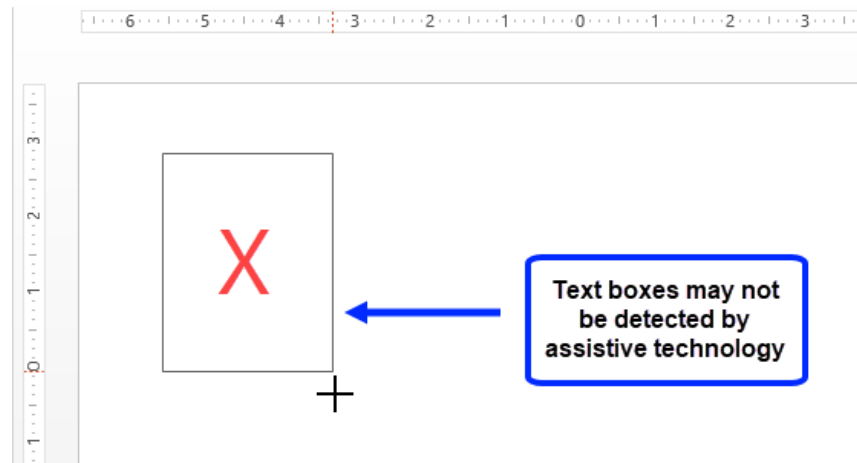 6 5 4 3 2 1 0 1 2 3
3
2
1
0
1
X
Text boxes may not
be detected by
assistive technology